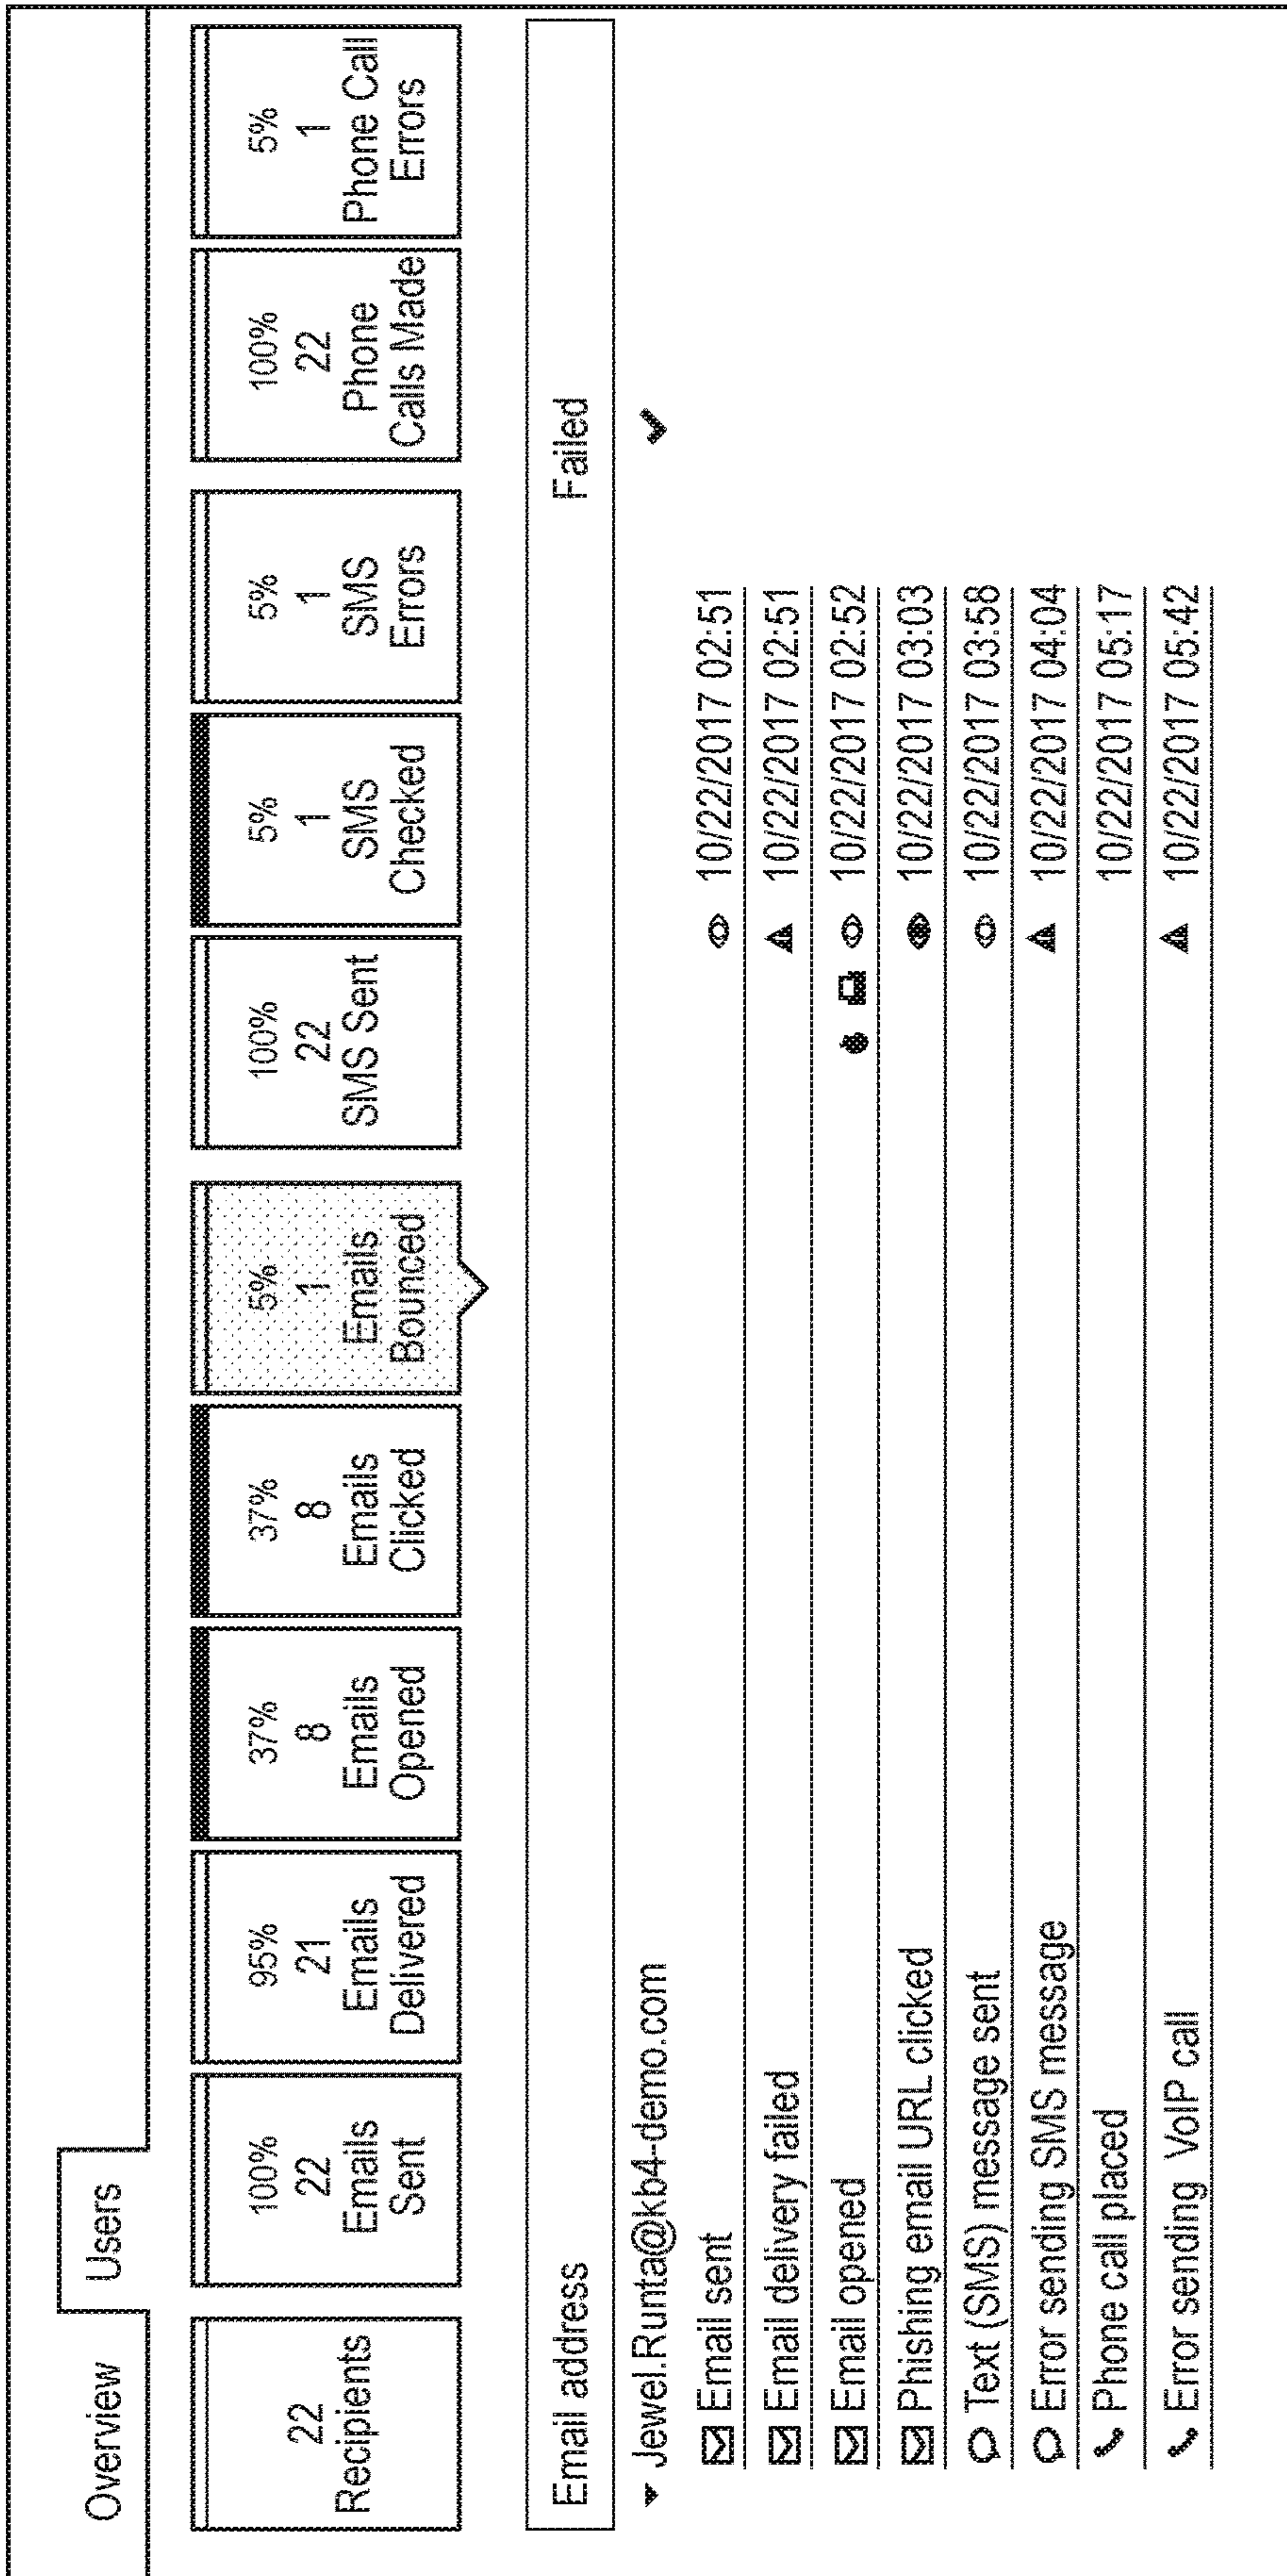 Overview
Users
22
Recipients
100%
22
Emails
Sent
95%
21
Emails
Delivered
37%
8
Emails
Opened
37%
8
Emails
Clicked
5%
1
Emails
Bounced
100%
22
SMS Sent
5%
1
SMS
Checked
5%
1
SMS
Errors
100%
22
Phone
Calls Made
5%
1
Phone Call
Errors
Email address Failed
Jewel.Runta@kb4-demo.com
Email sent 10/22/2017 02:51
Email delivery failed 10/22/2017 02:51
Email opened 10/22/2017 02:52
Phishing email URL clicked 10/22/2017 03:03
Text (SMS) message sent 10/22/2017 03:58
Error sending SMS message 10/22/2017 04:04
Phone call placed 10/22/2017 05:17
Error sending VoIP call 10/22/2017 05:42